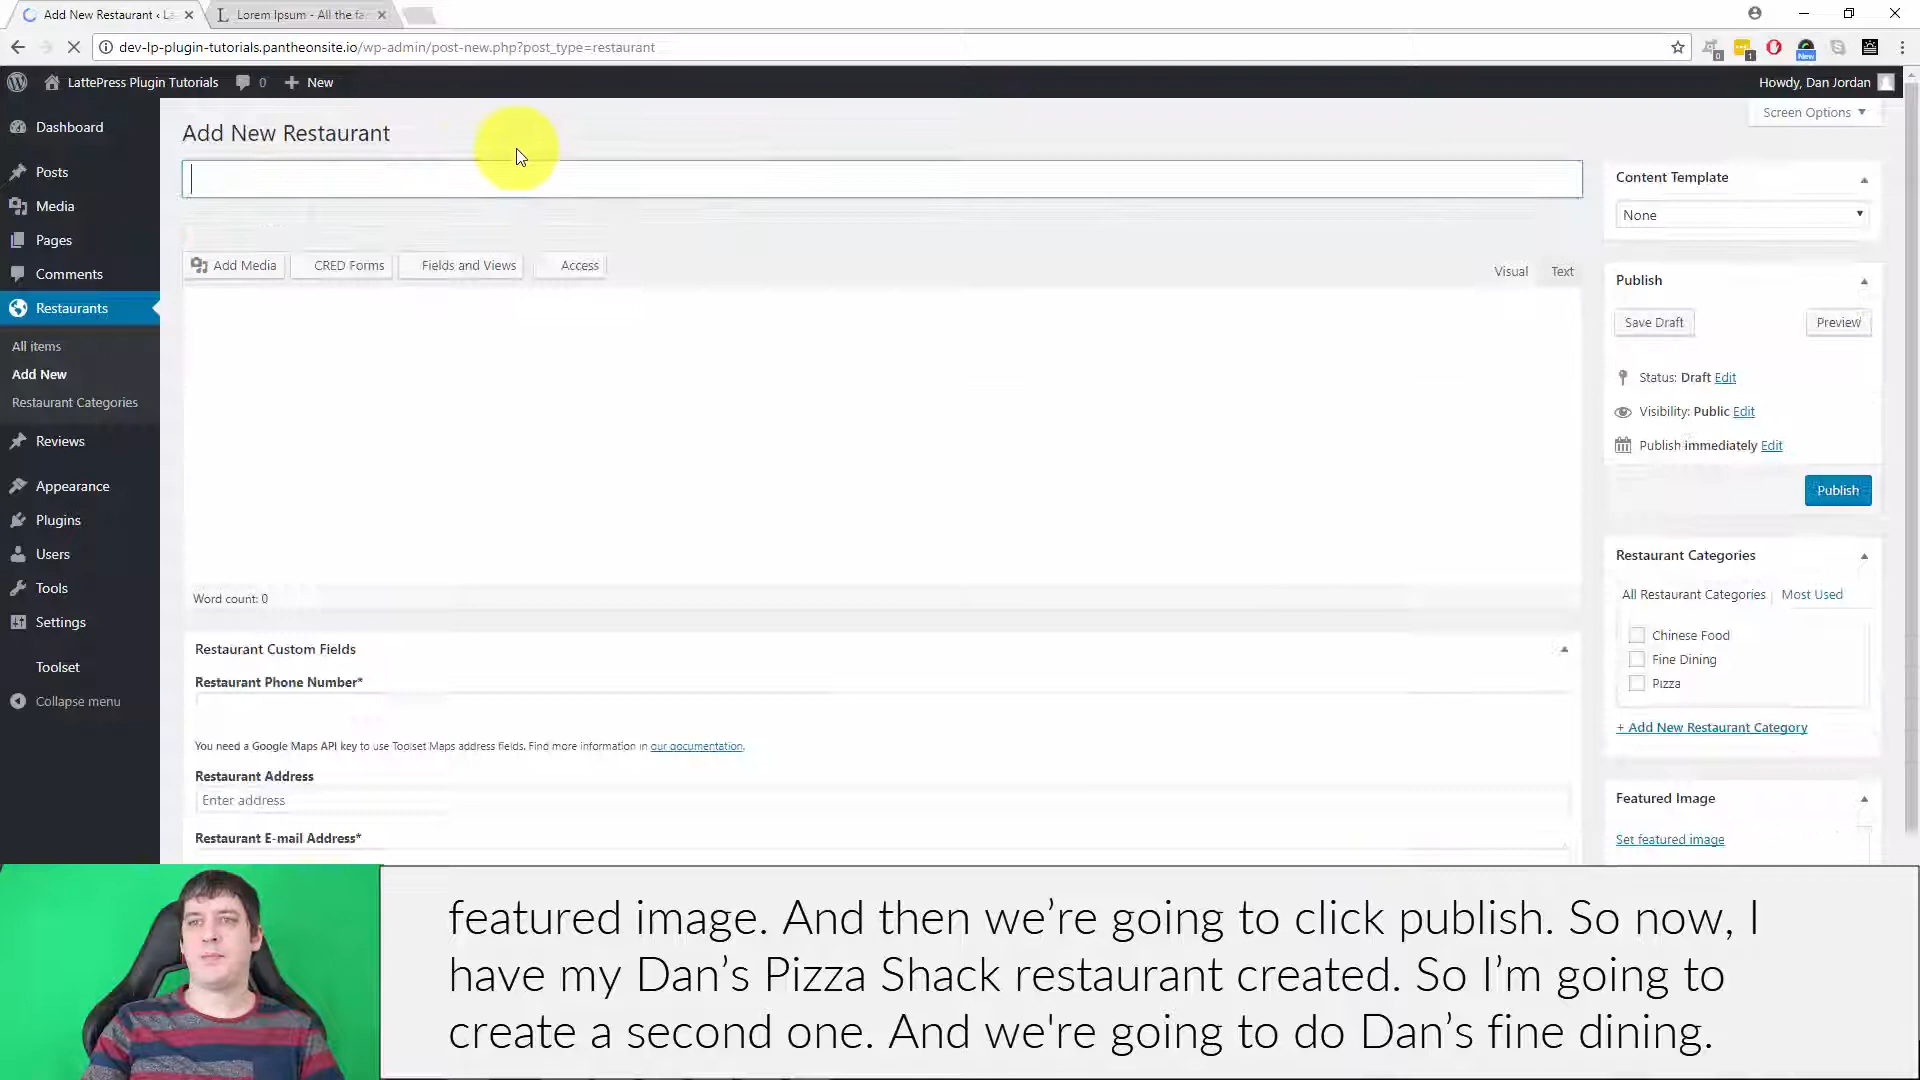 Add New Restaurant ‹ La
Lorem Ipsum - All the fac
dev-lp-plugin-tutorials.pantheonsite.io/wp-admin/post-new.php?post_type=restaurant
0
1
New
LattePress Plugin Tutorials
0
New
Howdy, Dan Jordan
Screen Options
Dashboard
Posts
Media
Pages
Comments
Restaurants
All items
Add New
Restaurant Categories
Reviews
Appearance
Plugins
Users
Tools
Settings
Toolset
Collapse menu
Add New Restaurant
Add Media
CRED Forms
Fields and Views
Access
Visual
Text
Word count: 0
Restaurant Custom Fields
Restaurant Phone Number*
You need a Google Maps API key to use Toolset Maps address fields. Find more information in our documentation.
Restaurant Address
Enter address
Restaurant E-mail Address*
Content Template
None
Publish
Save Draft
Preview
Status: Draft Edit
Visibility: Public Edit
Publish immediately Edit
Publish
Restaurant Categories
All Restaurant Categories
Most Used
Chinese Food
Fine Dining
Pizza
+ Add New Restaurant Category
Featured Image
Set featured image
featured image. And then we’re going to click publish. So now, I
have my Dan’s Pizza Shack restaurant created. So I’m going to
create a second one. And we're going to do Dan’s fine dining.